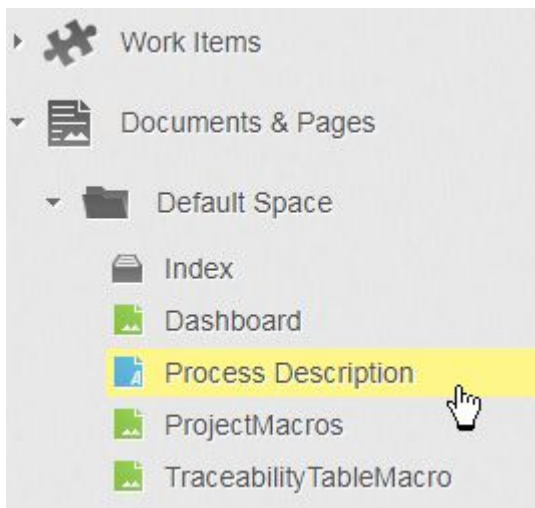 Work Items
Documents & Pages
Default Space
Index
Dashboard
Process Description
ProjectMacros
TraceabilityTableMacro